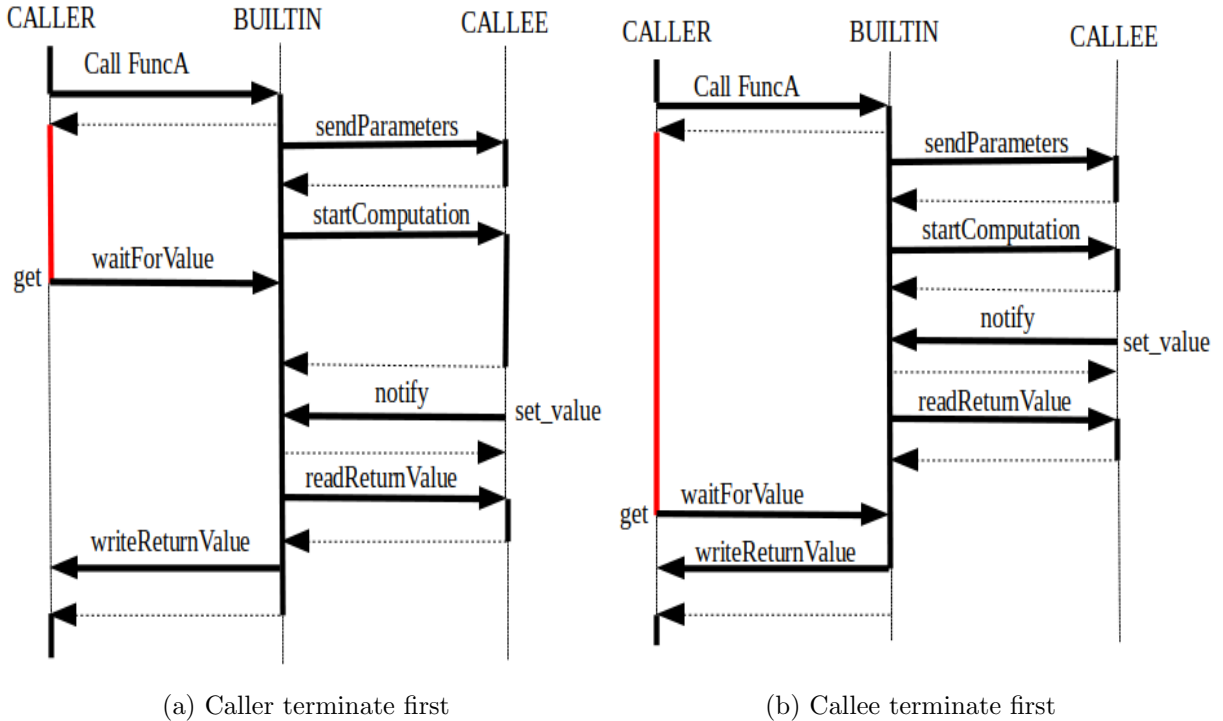 CALLER
BUILTIN
CALLEE
Call FuncA
sendParameters
startComputation
waitForValue
get
notify
set_value
readReturnValue
writeReturnValue
(a) Caller terminate first
CALLER
BUILTIN
CALLEE
Call FuncA
sendParameters
startComputation
notify
set_value
readReturnValue
waitForValue
get
writeReturnValue
(b) Callee terminate first